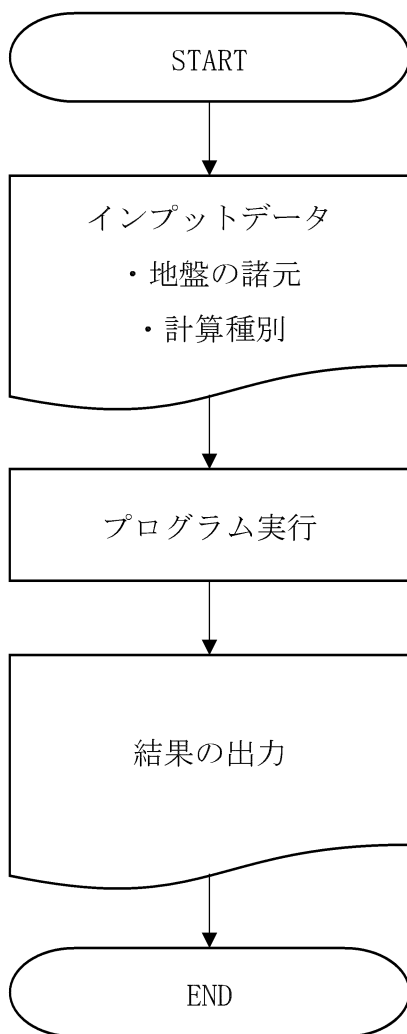 START
インプットデータ
・地盤の諸元
・計算種別
プログラム実行
結果の出力
END